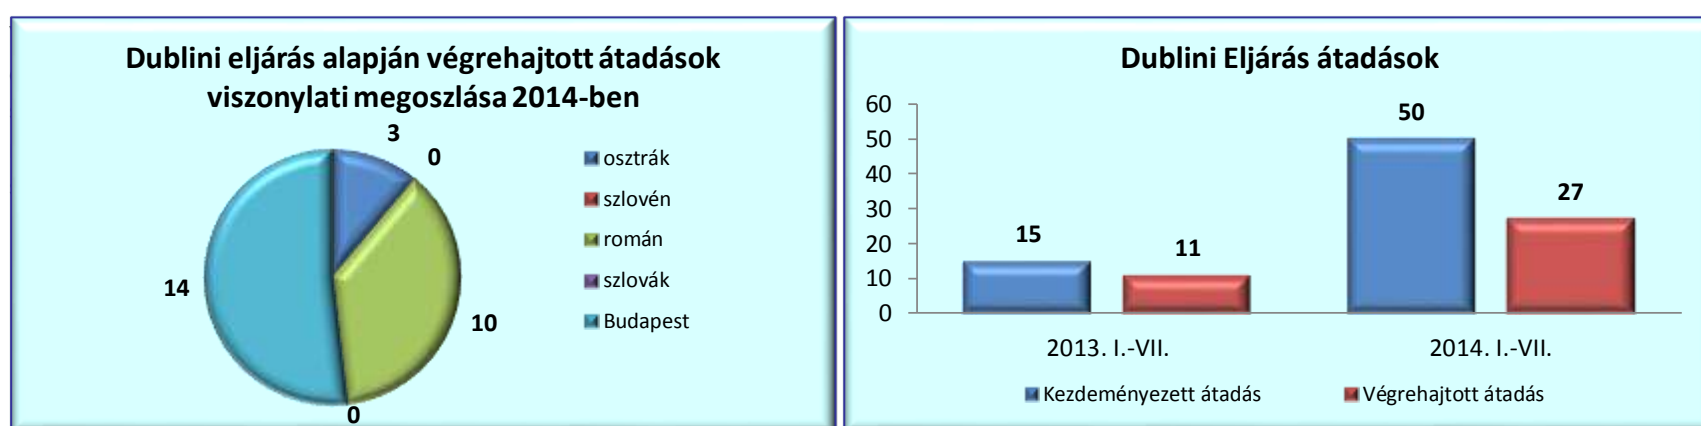 Dublini eljárás alapján végrehajtott átadások
viszonylati megoszlása 2014-ben
3
0
10
0
14
osztrák
szlovén
román
szlovák
Budapest
Dublini Eljárás átadások
60
50
40
30
20
10
0
15
11
50
27
2013. I.-VII.
2014. I.-VII.
Kezdeményezett átadás
Végrehajtott átadás